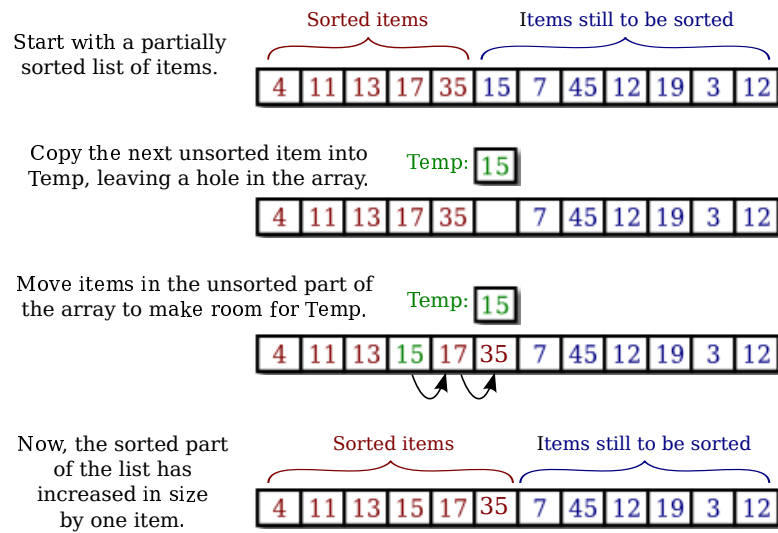 Sorted items Items still to be sorted
Start with a partially
sorted list of items.
4 11 13 17 35 15 7 45 12 19 3 12
Copy the next unsorted item into
Temp, leaving a hole in the array.
Temp: 15
4 11 13 17 35 7 45 12 19 3 12
Move items in the unsorted part of
the array to make room for Temp.
Temp: 15
4 11 13 15 17 35 7 45 12 19 3 12
Now, the sorted part
of the list has
increased in size
by one item.
Sorted items Items still to be sorted
4 11 13 15 17 35 7 45 12 19 3 12